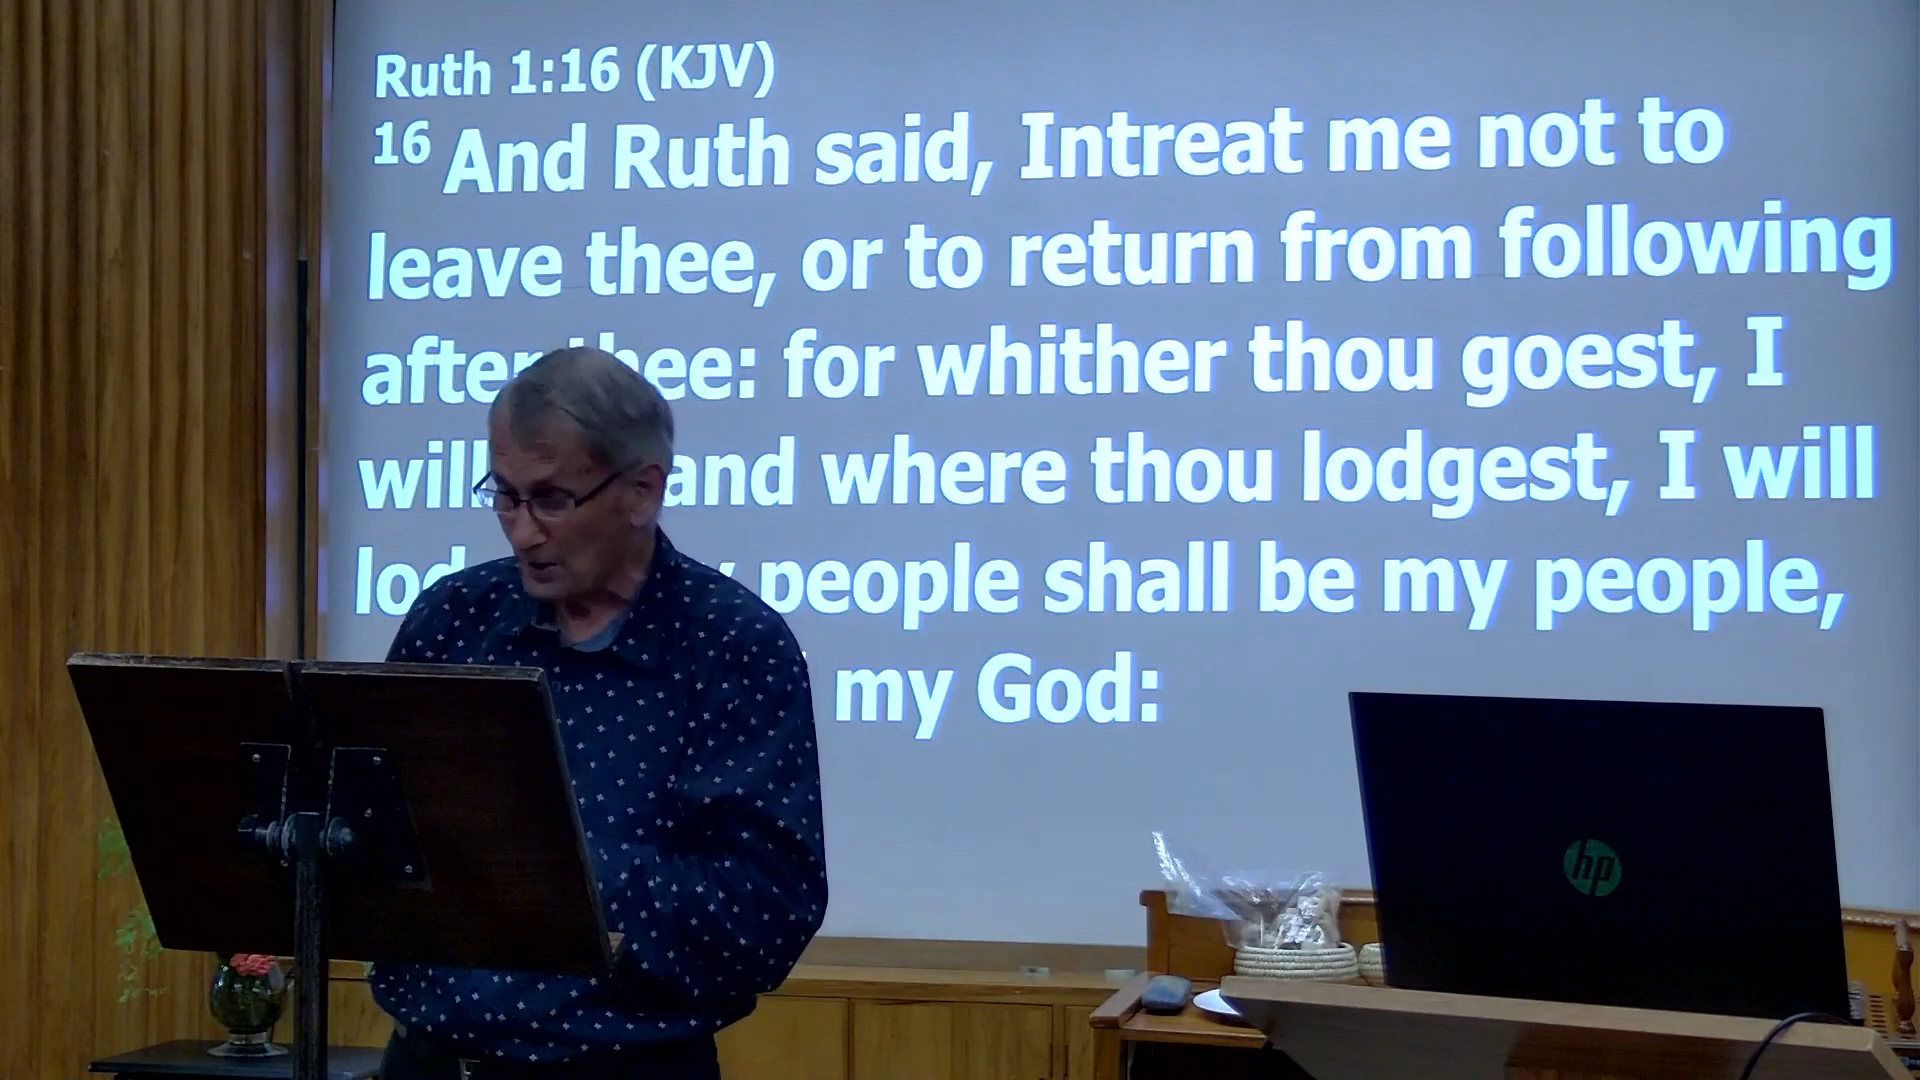 Ruth 1:16 (KJV)
16 And Ruth said, Intreat me not to
leave thee, or to return from following
after thee: for whither thou goest, I
will and where thou lodgest, I will
people shall be my people,
my God:
hp